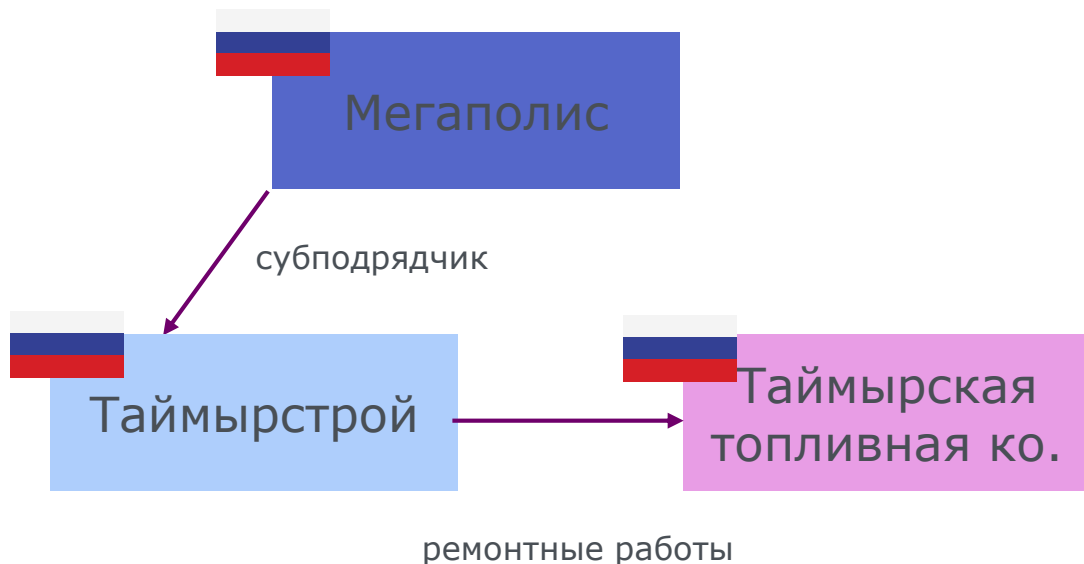 Мегаполис
субподрядчик
Таймырстрой
Таймырская
топливная ко.
ремонтные работы